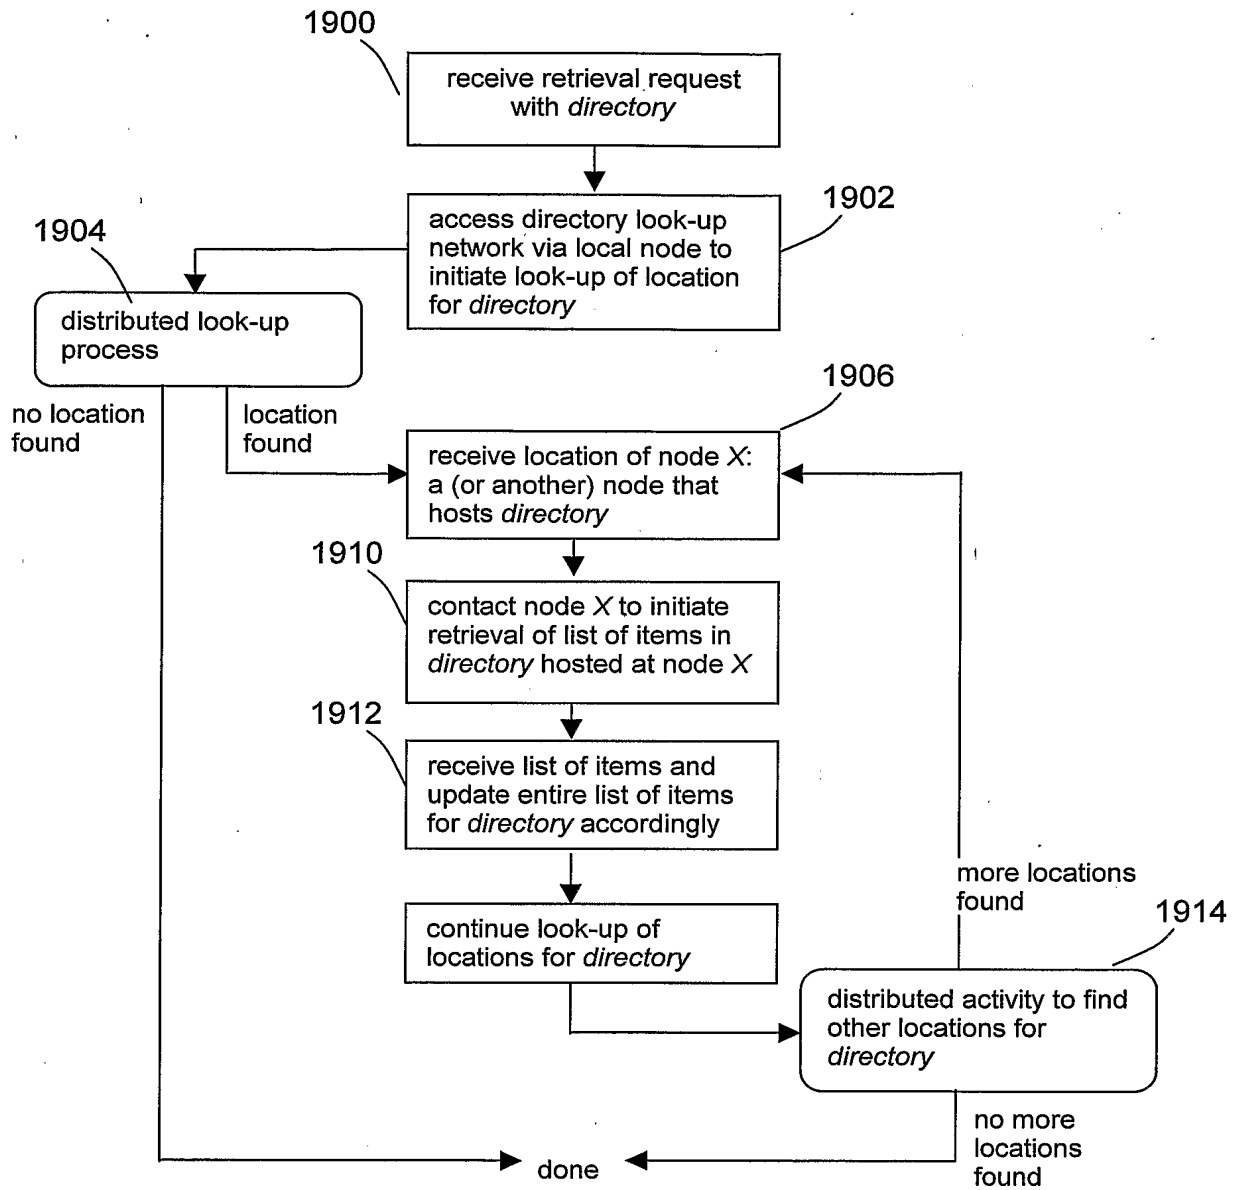 1900
receive retrieval request
with directory
1902
access directory look-up
network via local node to
initiate look-up of location
for directory
1904
distributed look-up
process
no location
found
location
found
1906
receive location of node X:
a (or another) node that
hosts directory
1910
contact node X to initiate
retrieval of list of items in
directory hosted at node X
1912
receive list of items and
update entire list of items
for directory accordingly
continue look-up of
locations for directory
more locations
found
1914
distributed activity to find
other locations for
directory
no more
locations
found
done